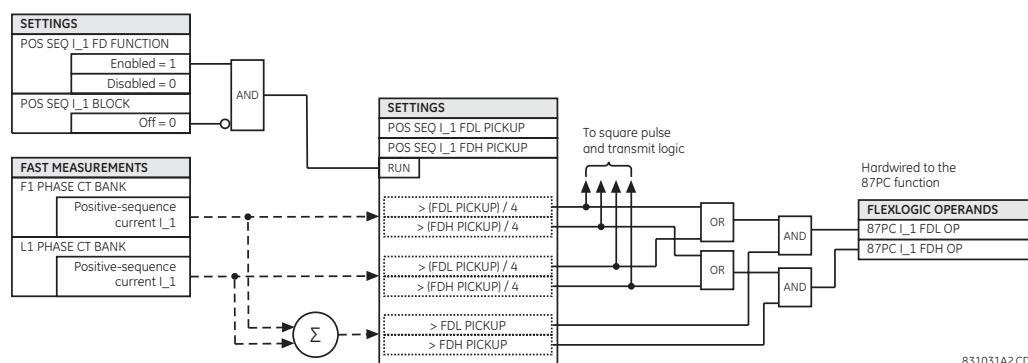 SETTINGS
POS SEQ I_1 FD FUNCTION
Enabled = 1
Disabled = 0
POS SEQ I_1 BLOCK
Off = 0
AND
FAST MEASUREMENTS
F1 PHASE CT BANK
Positive-sequence
current I_1
L1 PHASE CT BANK
Positive-sequence
current I_1
Σ
SETTINGS
POS SEQ I_1 FDL PICKUP
POS SEQ I_1 FDH PICKUP
RUN
> (FDL PICKUP) / 4
> (FDH PICKUP) / 4
> (FDL PICKUP) / 4
> (FDH PICKUP) / 4
> FDL PICKUP
> FDH PICKUP
To square pulse
and transmit logic
OR
OR
AND
AND
Hardwired to the
87PC function
FLEXLOGIC OPERANDS
87PC I_1 FDL OP
87PC I_1 FDH OP
831031A2.CDR